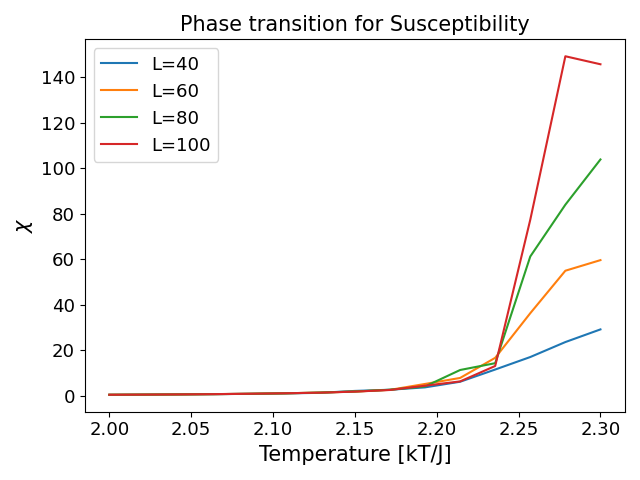 Phase transition for Susceptibility
L=40
L=60
L=80
L=100
140
120
100
80
60
40
20
0
χ
2.00 2.05 2.10 2.15 2.20 2.25 2.30
Temperature [kT/J]